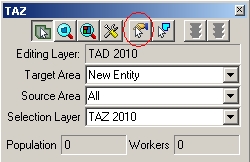 TAZ
Editing Layer: TAD 2010
Target Area New Entity
Source Area All
Selection Layer TAZ 2010
Population 0 Workers 0